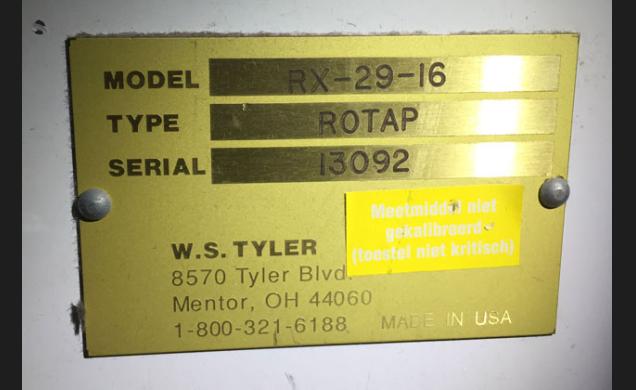 MODEL RX-29-16
TYPE ROTAP
SERIAL 13092
Meetmiddel niet
gekalibreerd
(toestel niet kritisch)
W.S. TYLER
8570 Tyler Blvd.
Mentor, OH 44060
1-800-321-6188 MADE IN USA